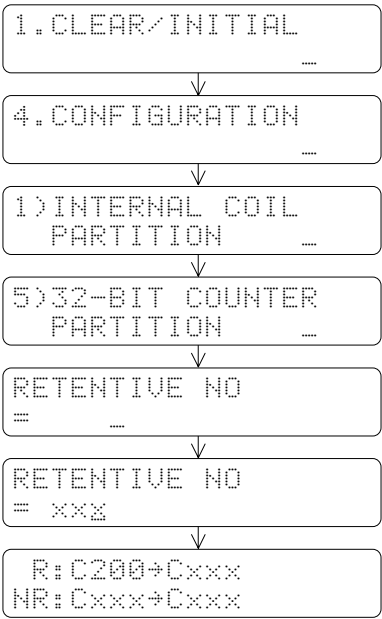 1.CLEAR/INITIAL
_
4.CONFIGURATION
_
1)INTERNAL COIL
PARTITION _
5)32-BIT COUNTER
PARTITION _
RETENTIVE NO
= _
RETENTIVE NO
= xxx
R:C200→Cxxx
NR:Cxxx→Cxxx